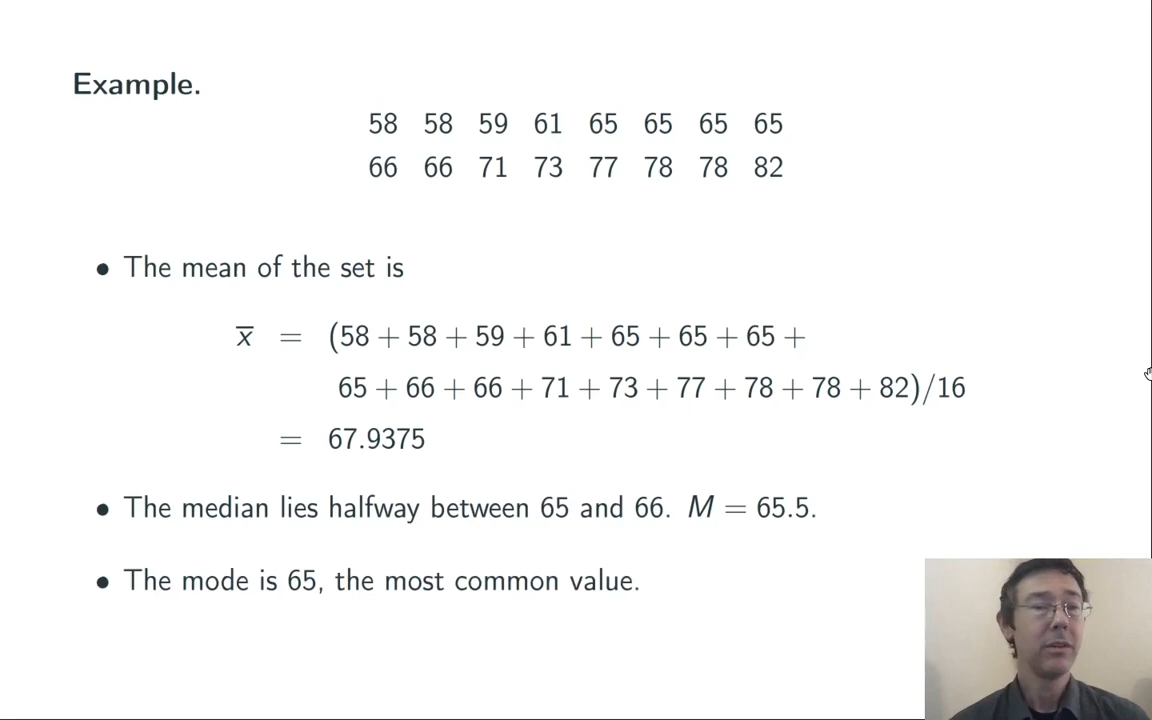 Example.
58 58 59 61 65 65 65 65
66 66 71 73 77 78 78 82
• The mean of the set is
x̅ = (58 + 58 + 59 + 61 + 65 + 65 + 65 +
65 + 66 + 66 + 71 + 73 + 77 + 78 + 78 + 82)/16
= 67.9375
• The median lies halfway between 65 and 66. M = 65.5.
• The mode is 65, the most common value.